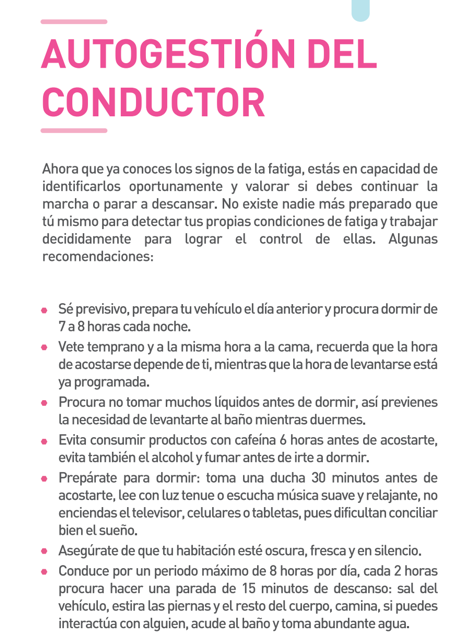 AUTOGESTIÓN DEL
CONDUCTOR
Ahora que ya conoces los signos de la fatiga, estás en capacidad de
identificarlos oportunamente y valorar si debes continuar la
marcha o parar a descansar. No existe nadie más preparado que
tú mismo para detectar tus propias condiciones de fatiga y trabajar
decididamente para lograr el control de ellas. Algunas
recomendaciones:
Sé previsivo, prepara tu vehículo el día anterior y procura dormir de
7 a 8 horas cada noche.
Vete temprano y a la misma hora a la cama, recuerda que la hora
de acostarse depende de ti, mientras que la hora de levantarse está
ya programada.
Procura no tomar muchos líquidos antes de dormir, así previenes
la necesidad de levantarte al baño mientras duermes.
Evita consumir productos con cafeína 6 horas antes de acostarte,
evita también el alcohol y fumar antes de irte a dormir.
Prepárate para dormir: toma una ducha 30 minutos antes de
acostarte, lee con luz tenue o escucha música suave y relajante, no
enciendas el televisor, celulares o tabletas, pues dificultan conciliar
bien el sueño.
Asegúrate de que tu habitación esté oscura, fresca y en silencio.
Conduce por un periodo máximo de 8 horas por día, cada 2 horas
procura hacer una parada de 15 minutos de descanso: sal del
vehículo, estira las piernas y el resto del cuerpo, camina, si puedes
interactúa con alguien, acude al baño y toma abundante agua.